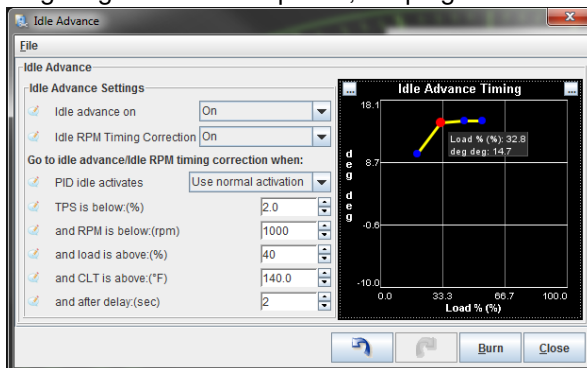 Idle Advance
File
Idle Advance
Idle Advance Settings
Idle advance on On
Idle RPM Timing Correction On
Go to idle advance/Idle RPM timing correction when:
PID idle activates Use normal activation
TPS is below:(%) 2.0
and RPM is below:(rpm) 1000
and load is above:(%) 40
and CLT is above:(°F) 140.0
and after delay:(sec) 2
... Idle Advance Timing ...
18.1
8.7
-0.6
-10.0
deg deg
Load % (%): 32.8
deg deg: 14.7
0.0 33.3 66.7 100.0
Load % (%)
Burn Close